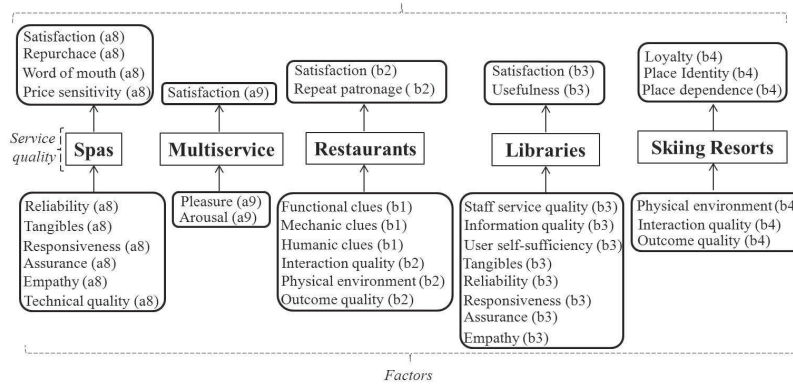 Satisfaction (a8)
Repurchace (a8)
Word of mouth (a8)
Price sensitivity (a8)
Satisfaction (a9)
Satisfaction (b2)
Repeat patronage ( b2)
Satisfaction (b3)
Usefulness (b3)
Loyalty (b4)
Place Identity (b4)
Place dependence (b4)
Service
quality
Spas
Multiservice
Restaurants
Libraries
Skiing Resorts
Reliability (a8)
Tangibles (a8)
Responsiveness (a8)
Assurance (a8)
Empathy (a8)
Technical quality (a8)
Pleasure (a9)
Arousal (a9)
Functional clues (b1)
Mechanic clues (b1)
Humanic clues (b1)
Interaction quality (b2)
Physical environment (b2)
Outcome quality (b2)
Staff service quality (b3)
Information quality (b3)
User self-sufficiency (b3)
Tangibles (b3)
Reliability (b3)
Responsiveness (b3)
Assurance (b3)
Empathy (b3)
Physical environment (b4)
Interaction quality (b4)
Outcome quality (b4)
Factors